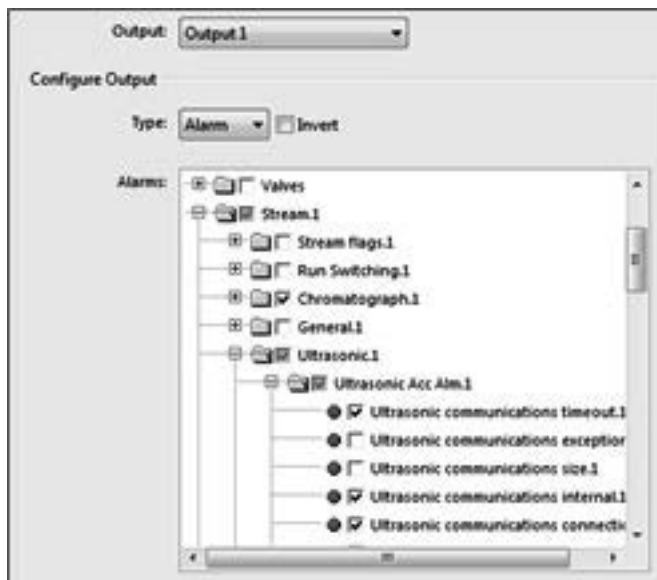 Output: Output.1
Configure Output
Type: Alarm Invert
Alarms: Valves
Stream.1
Stream flags.1
Run Switching.1
Chromatograph.1
General.1
Ultrasonic.1
Ultrasonic Acc Alm.1
Ultrasonic communications timeout.1
Ultrasonic communications exception
Ultrasonic communications size.1
Ultrasonic communications internal.1
Ultrasonic communications connecti